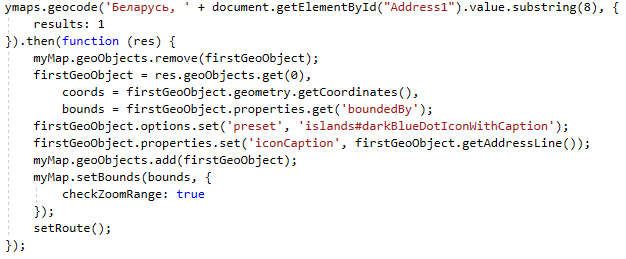 ymaps.geocode('Беларусь, ' + document.getElementById("Address1").value.substring(8), {
    results: 1
}).then(function (res) {
    myMap.geoObjects.remove(firstGeoObject);
    firstGeoObject = res.geoObjects.get(0),
        coords = firstGeoObject.geometry.getCoordinates(),
        bounds = firstGeoObject.properties.get('boundedBy');
    firstGeoObject.options.set('preset', 'islands#darkBlueDotIconWithCaption');
    firstGeoObject.properties.set('iconCaption', firstGeoObject.getAddressLine());
    myMap.geoObjects.add(firstGeoObject);
    myMap.setBounds(bounds, {
        checkZoomRange: true
    });
    setRoute();
});